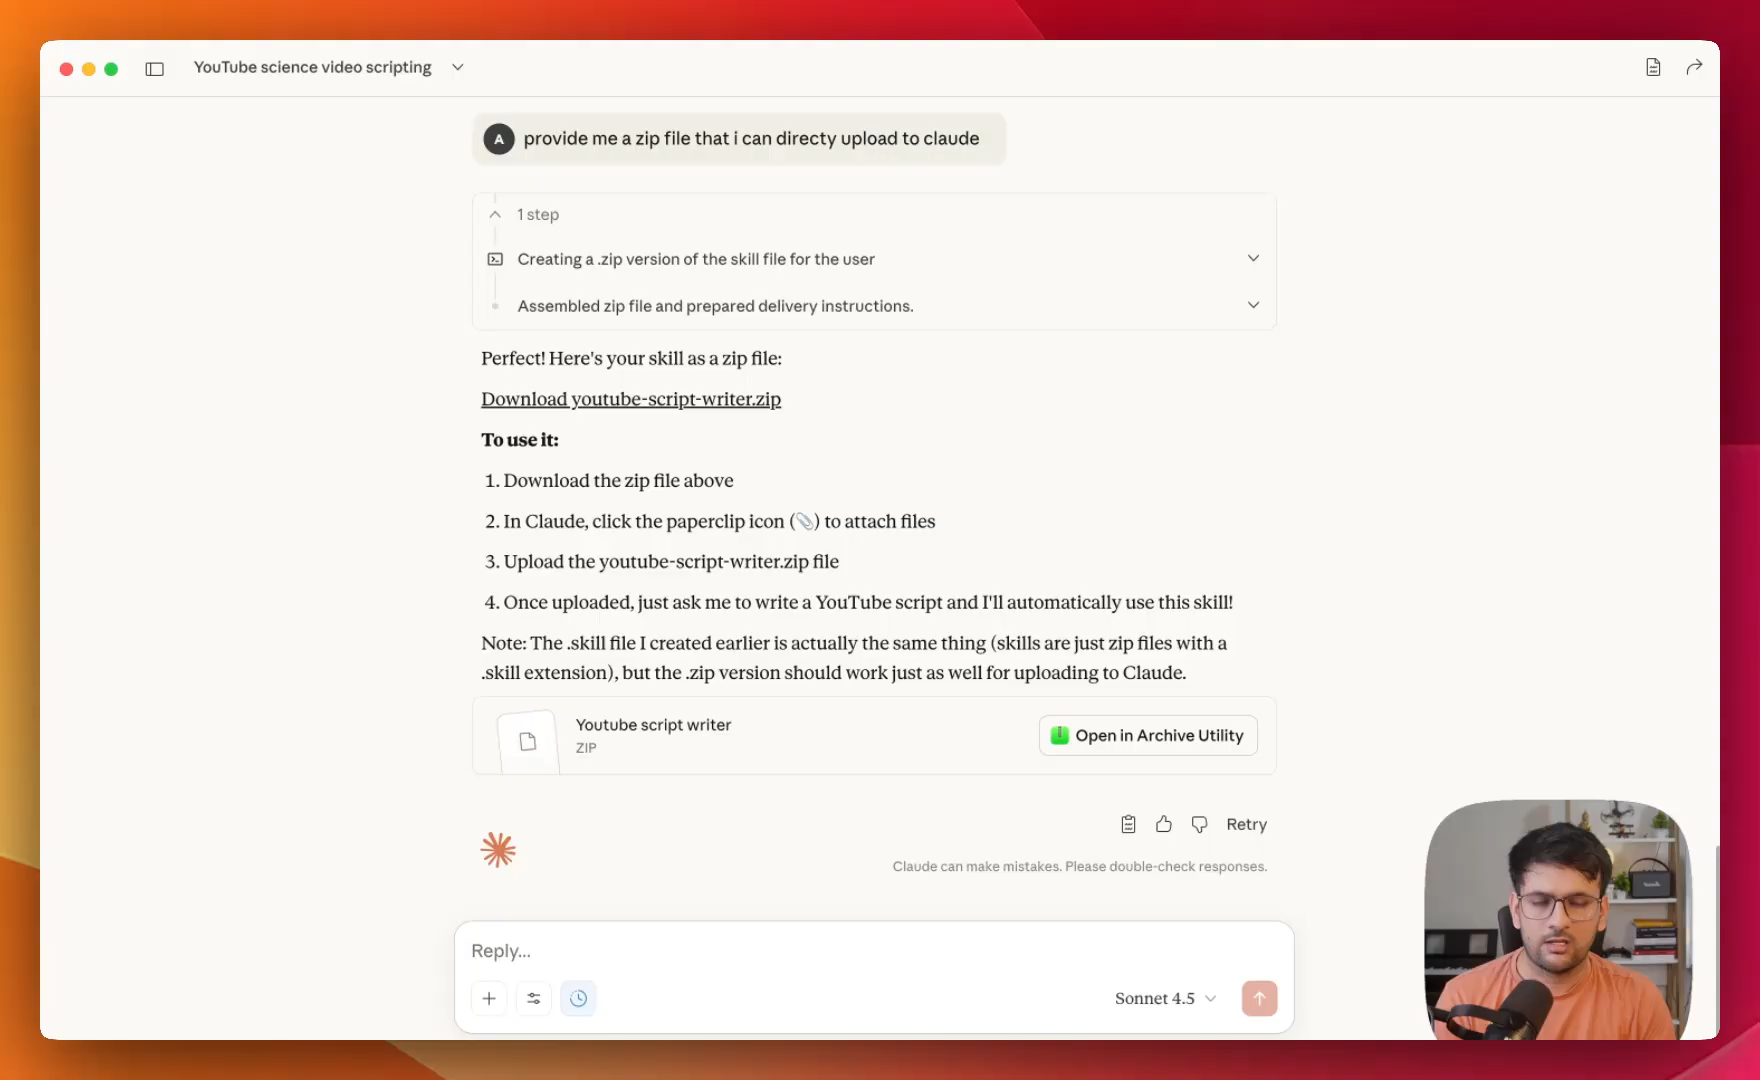 YouTube science video scripting
A
provide me a zip file that i can directy upload to claude
1 step
Creating a .zip version of the skill file for the user
Assembled zip file and prepared delivery instructions.
Perfect! Here's your skill as a zip file:
Download youtube-script-writer.zip
To use it:
1. Download the zip file above
2. In Claude, click the paperclip icon (📎) to attach files
3. Upload the youtube-script-writer.zip file
4. Once uploaded, just ask me to write a YouTube script and I'll automatically use this skill!
Note: The .skill file I created earlier is actually the same thing (skills are just zip files with a
.skill extension), but the .zip version should work just as well for uploading to Claude.
Youtube script writer
ZIP
Open in Archive Utility
Retry
Claude can make mistakes. Please double-check responses.
Reply...
Sonnet 4.5